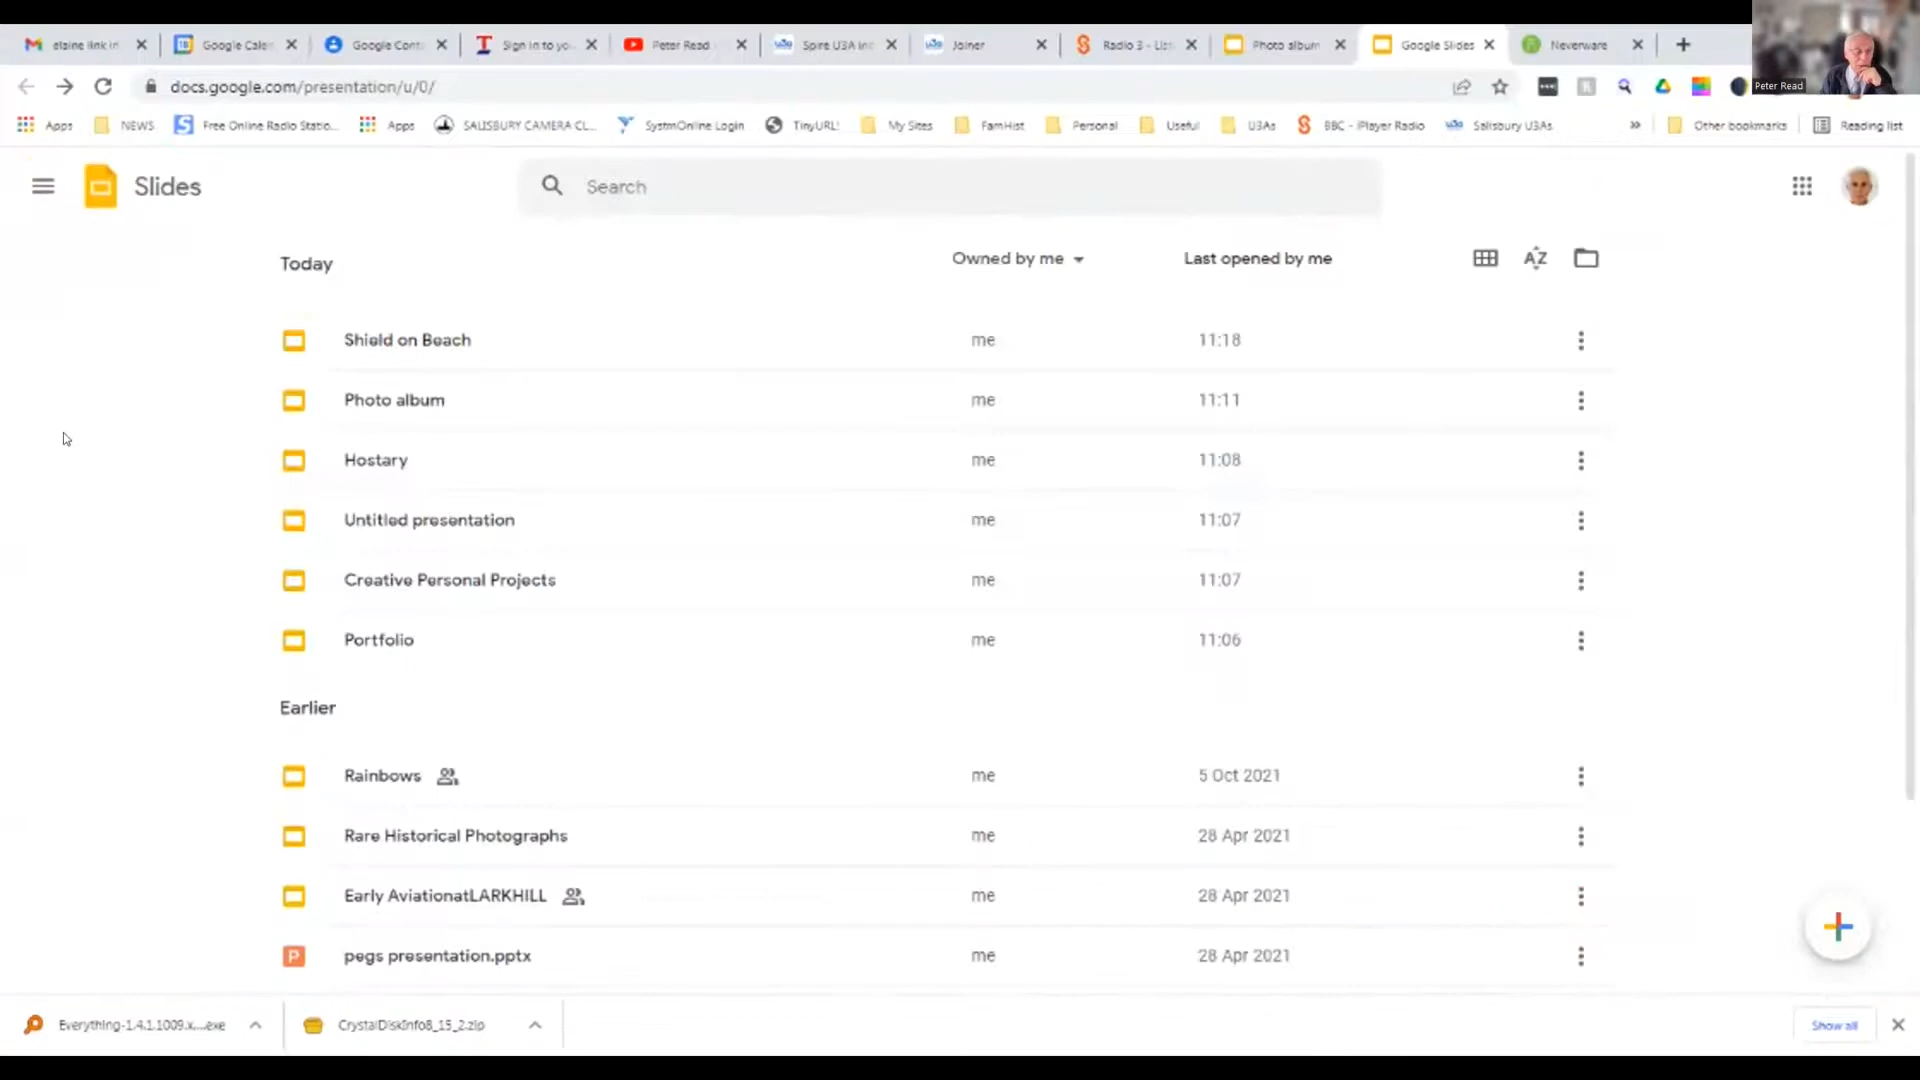 elaine link in
Google Cale
Google Cont
Sign in to yo
Peter Read
Spire U3A Ini
Joiner
Radio 3 - List
Photo album
Google Slides
Neverware
docs.google.com/presentation/u/0/
Peter Read
Apps
NEWS
Free Online Radio Statio...
Apps
SALISBURY CAMERA CL...
SystmOnline Login
TinyURL!
My Sites
FamHist
Personal
Useful
U3As
BBC - iPlayer Radio
Salisbury U3As
Other bookmarks
Reading list
Slides
Search
Today
Owned by me
Last opened by me
AZ
Shield on Beach me 11:18
Photo album me 11:11
Hostary me 11:08
Untitled presentation me 11:07
Creative Personal Projects me 11:07
Portfolio me 11:06
Earlier
Rainbows me 5 Oct 2021
Rare Historical Photographs me 28 Apr 2021
Early AviationatLARKHILL me 28 Apr 2021
P pegs presentation.pptx me 28 Apr 2021
Everything-1.4.1.1009.x....exe
CrystalDiskInfo8_15_2.zip
Show all